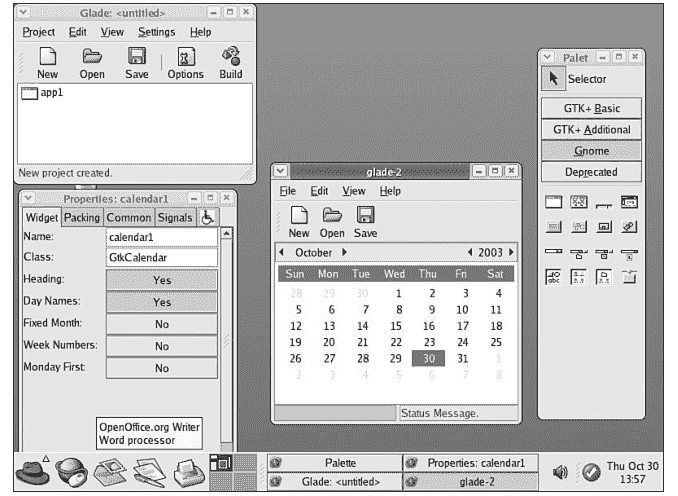 Glade: <untitled>
Project Edit View Settings Help
New Open Save Options Build
app1
New project created.
Palet
Selector
GTK+ Basic
GTK+ Additional
Gnome
Deprecated
glade-2
File Edit View Help
New Open Save
October 2003
Sun Mon Tue Wed Thu Fri Sat
28 29 30 1 2 3 4
5 6 7 8 9 10 11
12 13 14 15 16 17 18
19 20 21 22 23 24 25
26 27 28 29 30 31 1
2 3 4 5 6 7 8
Status Message.
Properties: calendar1
Widget Packing Common Signals
Name: calendar1
Class: GtkCalendar
Heading: Yes
Day Names: Yes
Fixed Month: No
Week Numbers: No
Monday First: No
OpenOffice.org Writer
Word processor
Palette
Properties: calendar1
Glade: <untitled>
glade-2
Thu Oct 30
13:57